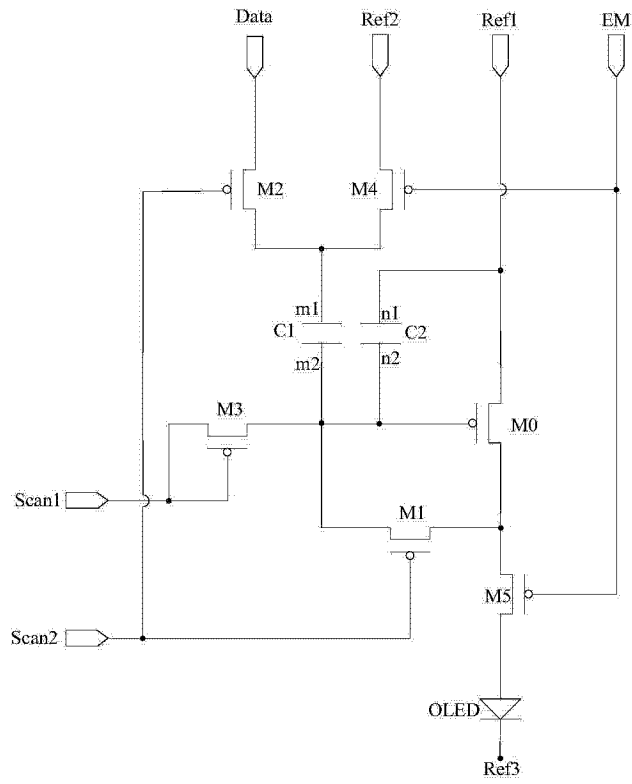 Data
Ref2
Ref1
EM
M2
M4
m1
n1
C1
C2
m2
n2
M3
M0
Scan1
M1
M5
Scan2
OLED
Ref3